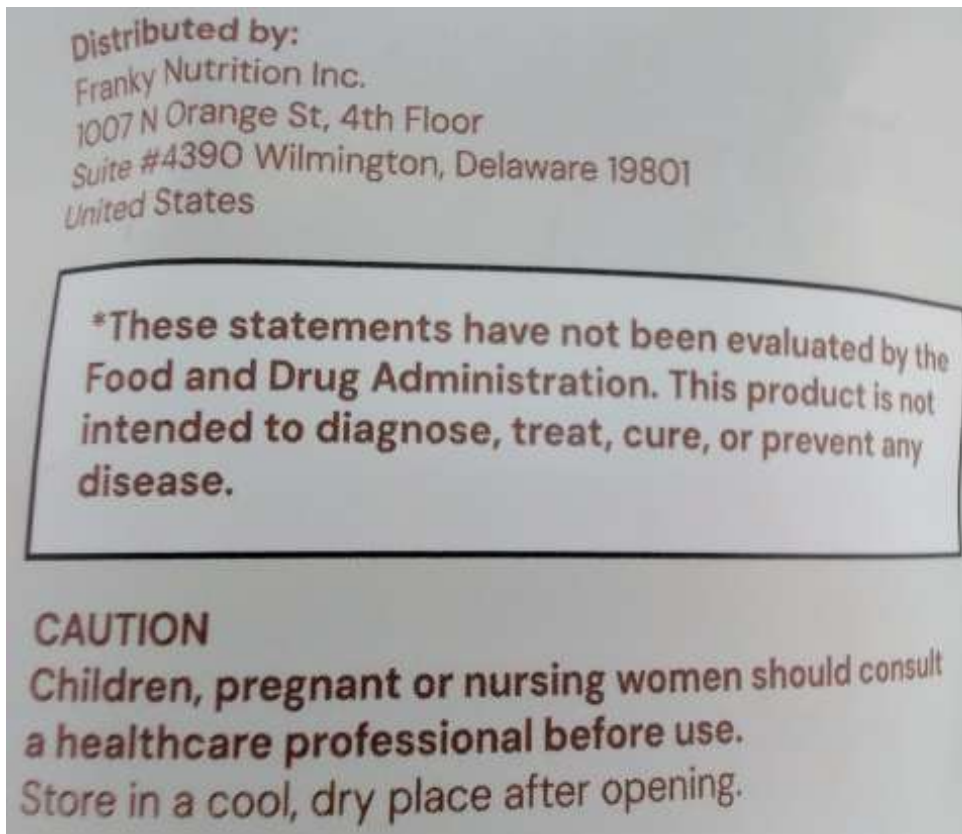 Distributed by:
Franky Nutrition Inc.
1007 N Orange St, 4th Floor
Suite #4390 Wilmington, Delaware 19801
United States
*These statements have not been evaluated by the
Food and Drug Administration. This product is not
intended to diagnose, treat, cure, or prevent any
disease.
CAUTION
Children, pregnant or nursing women should consult
a healthcare professional before use.
Store in a cool, dry place after opening.